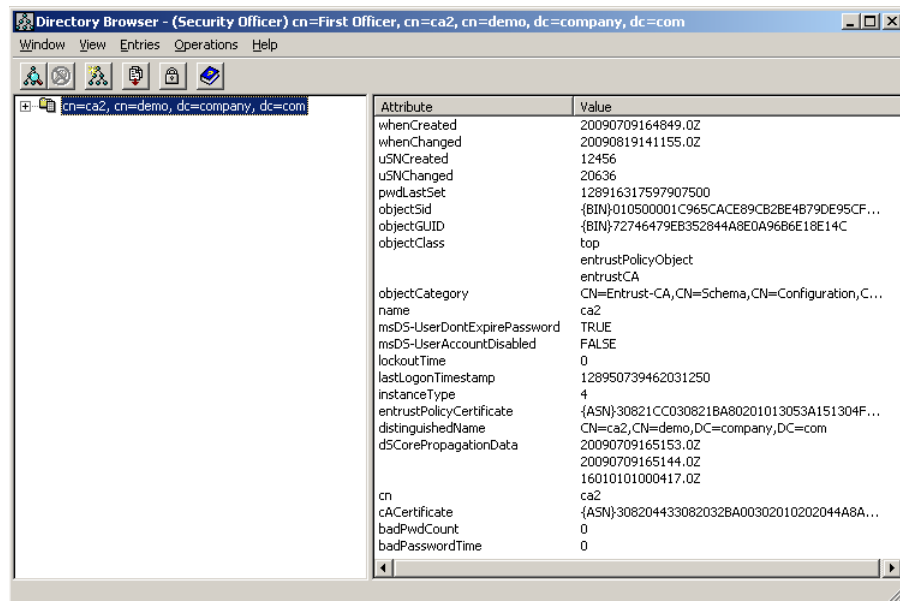 Directory Browser - (Security Officer) cn=First Officer, cn=ca2, cn=demo, dc=company, dc=com
Window View Entries Operations Help
cn=ca2, cn=demo, dc=company, dc=com
Attribute Value
whenCreated 20090709164849.0Z
whenChanged 20090819141155.0Z
uSNCreated 12456
uSNChanged 20636
pwdLastSet 128916317597907500
objectSid {BIN}010500001C965CACE89CB2BE4B79DE95CF...
objectGUID {BIN}72746479EB352844A8E0A96B6E18E14C
objectClass top
entrustPolicyObject
entrustCA
objectCategory CN=Entrust-CA,CN=Schema,CN=Configuration,C...
name ca2
msDS-UserDontExpirePassword TRUE
msDS-UserAccountDisabled FALSE
lockoutTime 0
lastLogonTimestamp 128950739462031250
instanceType 4
entrustPolicyCertificate {ASN}30821CC030821BA80201013053A151304F...
distinguishedName CN=ca2,CN=demo,DC=company,DC=com
dSCorePropagationData 20090709165153.0Z
20090709165144.0Z
16010101000417.0Z
cn ca2
cACertificate {ASN}308204433082032BA00302010202044A8A...
badPwdCount 0
badPasswordTime 0